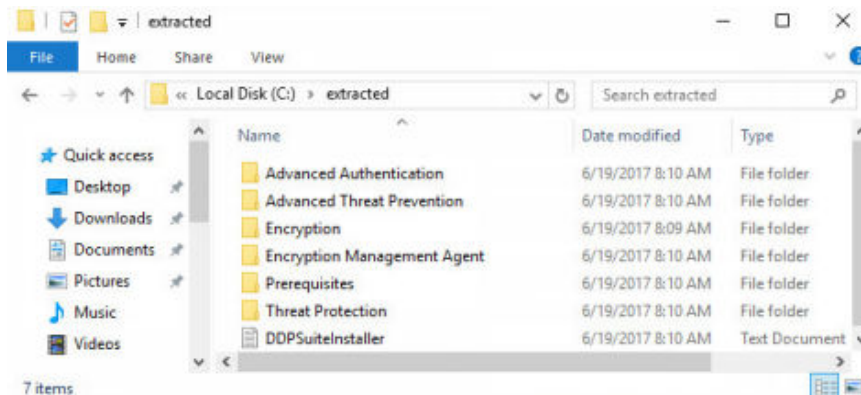 extracted
File Home Share View
« Local Disk (C:) › extracted Search extracted
Name Date modified Type
Quick access
Desktop
Downloads
Documents
Pictures
Music
Videos
Advanced Authentication 6/19/2017 8:10 AM File folder
Advanced Threat Prevention 6/19/2017 8:10 AM File folder
Encryption 6/19/2017 8:09 AM File folder
Encryption Management Agent 6/19/2017 8:10 AM File folder
Prerequisites 6/19/2017 8:10 AM File folder
Threat Protection 6/19/2017 8:10 AM File folder
DDPSuiteInstaller 6/19/2017 8:10 AM Text Document
7 items